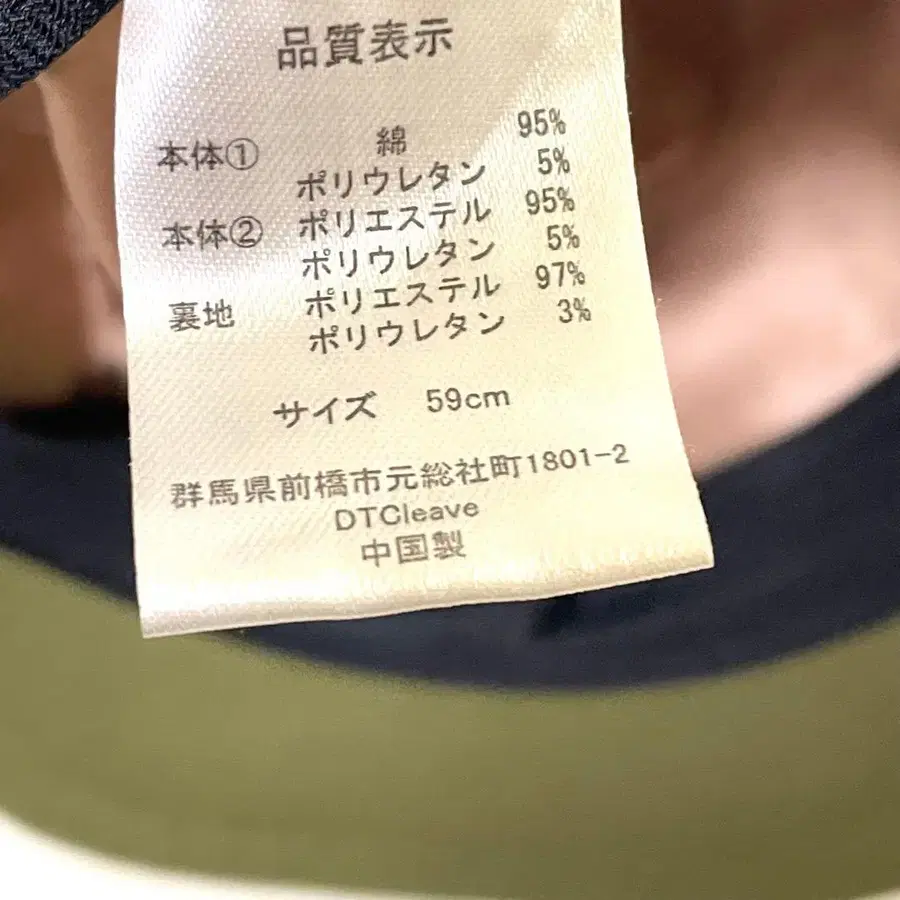 品質表示
本体① 綿 95%
ポリウレタン 5%
本体② ポリエステル 95%
ポリウレタン 5%
裏地 ポリエステル 97%
ポリウレタン 3%
サイズ 59cm
群馬県前橋市元総社町1801-2
DTCleave
中国製